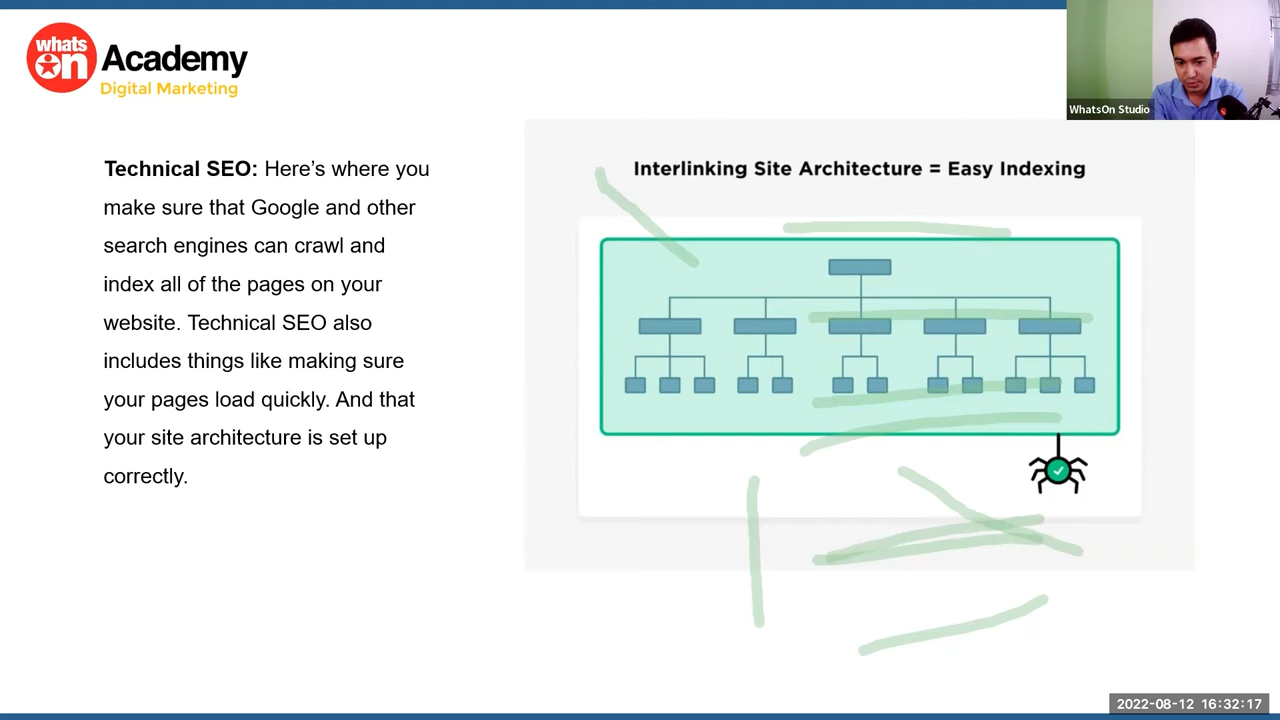 whats
on
Academy
Digital Marketing
WhatsOn Studio
Technical SEO: Here's where you
make sure that Google and other
search engines can crawl and
index all of the pages on your
website. Technical SEO also
includes things like making sure
your pages load quickly. And that
your site architecture is set up
correctly.
Interlinking Site Architecture = Easy Indexing
2022-08-12 16:32:17